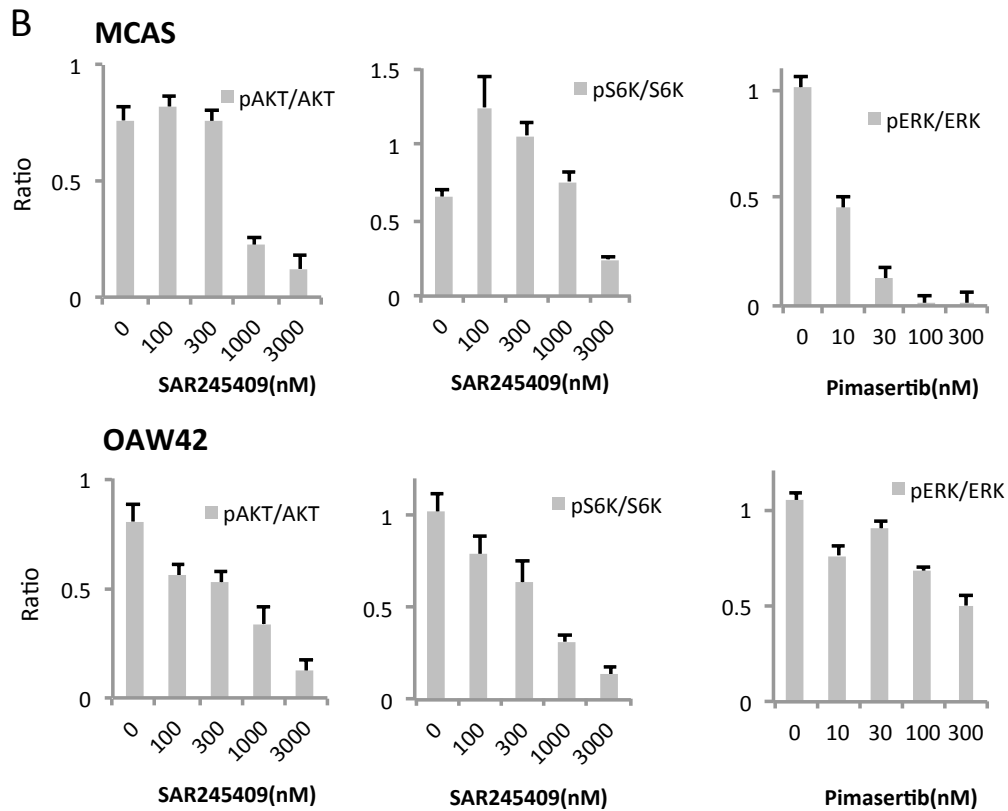 B
MCAS
1
0.5
0
Ratio
pAKT/AKT
0 100 300 1000 3000
SAR245409(nM)
1.5
1
0.5
0
pS6K/S6K
0 100 300 1000 3000
SAR245409(nM)
1
0.5
0
pERK/ERK
0 10 30 100 300
Pimasertib(nM)
OAW42
1
0.5
0
Ratio
pAKT/AKT
0 100 300 1000 3000
SAR245409(nM)
1
0.5
0
pS6K/S6K
0 100 300 1000 3000
SAR245409(nM)
1
0.5
0
pERK/ERK
0 10 30 100 300
Pimasertib(nM)